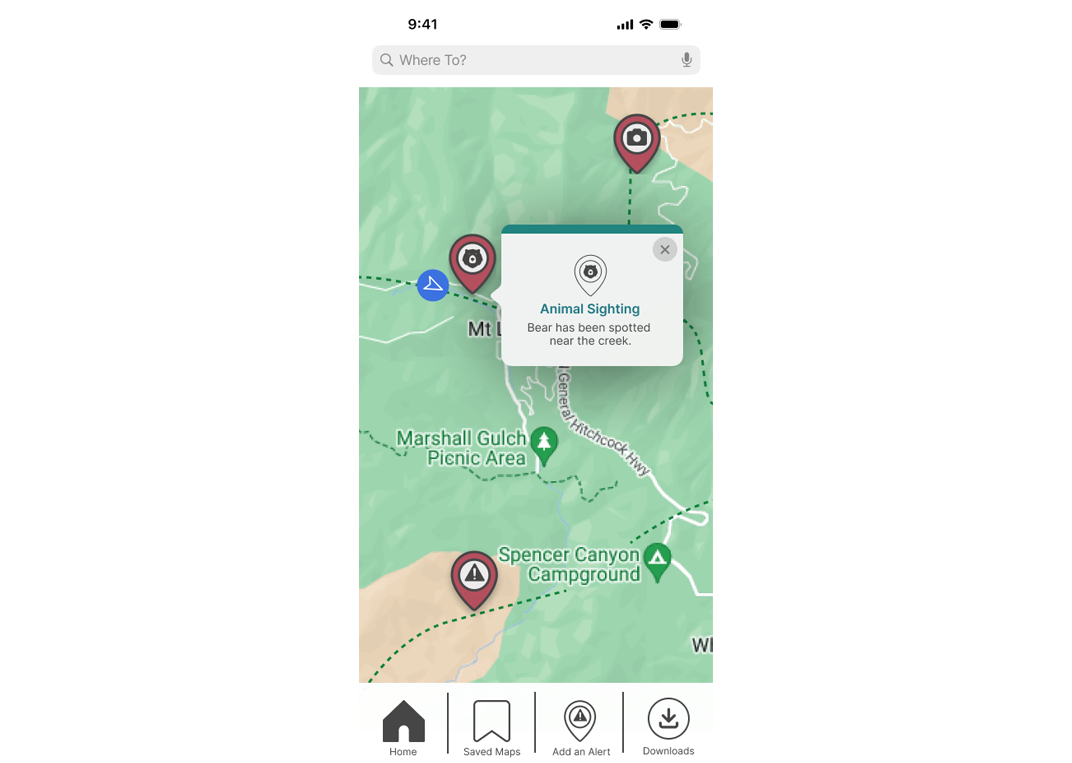 9:41
Where To?
Animal Sighting
Bear has been spotted
near the creek.
Mt L
General Hitchcock Hwy
Marshall Gulch
Picnic Area
Spencer Canyon
Campground
Home
Saved Maps
Add an Alert
Downloads